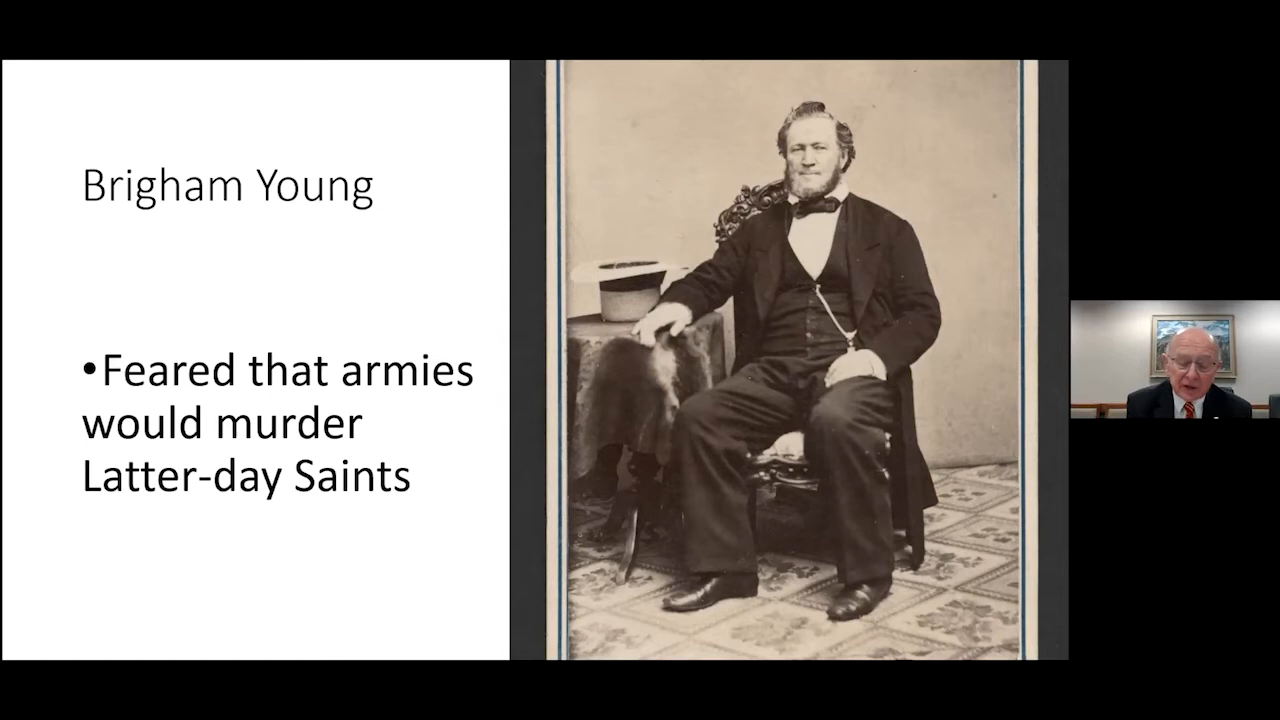 Brigham Young
•Feared that armies
would murder
Latter-day Saints